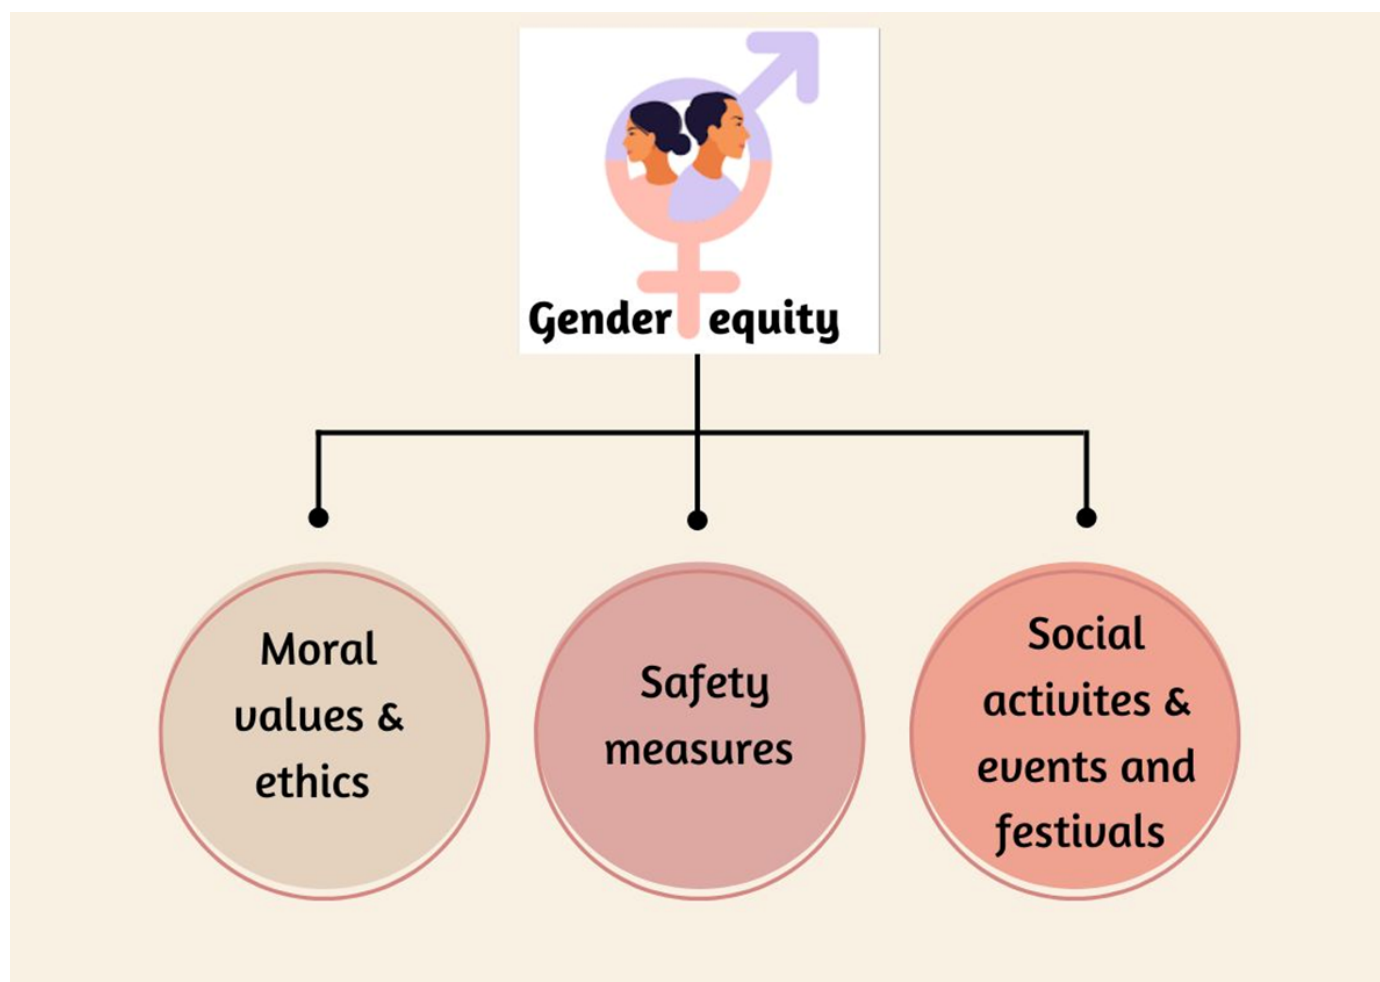 Gender equity
Moral
values &
ethics
Safety
measures
Social
activites &
events and
festivals